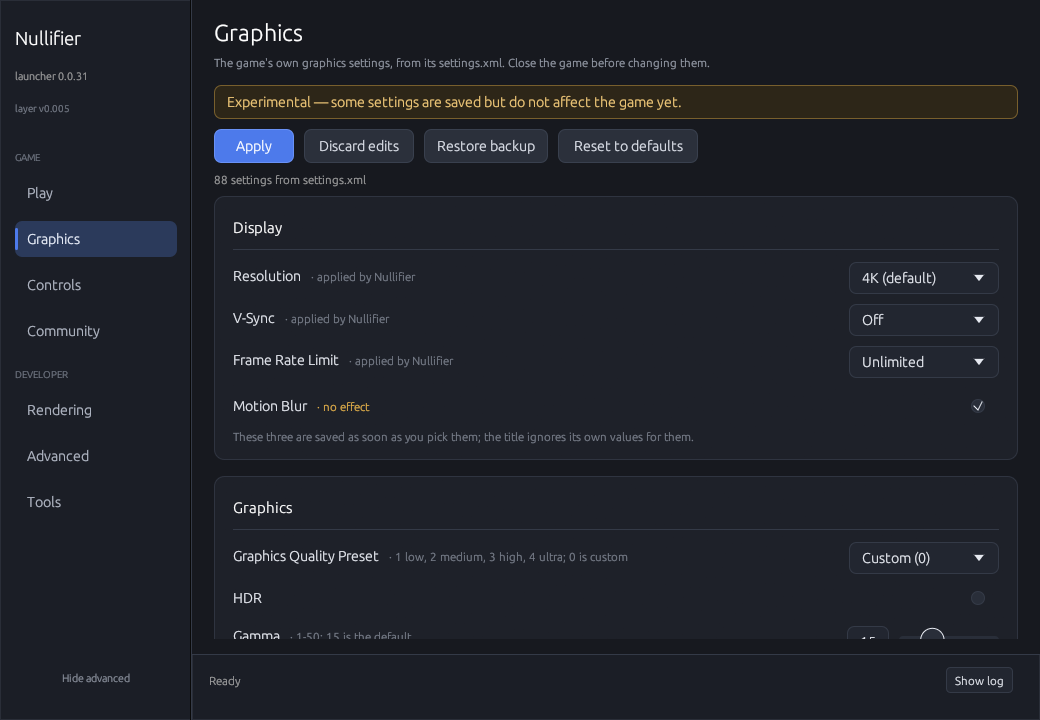 Nullifier
launcher 0.0.31
layer v0.005
GAME
Play
Graphics
Controls
Community
DEVELOPER
Rendering
Advanced
Tools
Hide advanced
Graphics
The game's own graphics settings, from its settings.xml. Close the game before changing them.
Experimental — some settings are saved but do not affect the game yet.
Apply Discard edits Restore backup Reset to defaults
88 settings from settings.xml
Display
Resolution · applied by Nullifier 4K (default)
V-Sync · applied by Nullifier Off
Frame Rate Limit · applied by Nullifier Unlimited
Motion Blur · no effect
These three are saved as soon as you pick them; the title ignores its own values for them.
Graphics
Graphics Quality Preset · 1 low, 2 medium, 3 high, 4 ultra; 0 is custom Custom (0)
HDR
Gamma · 1-50; 15 is the default 15
Ready Show log